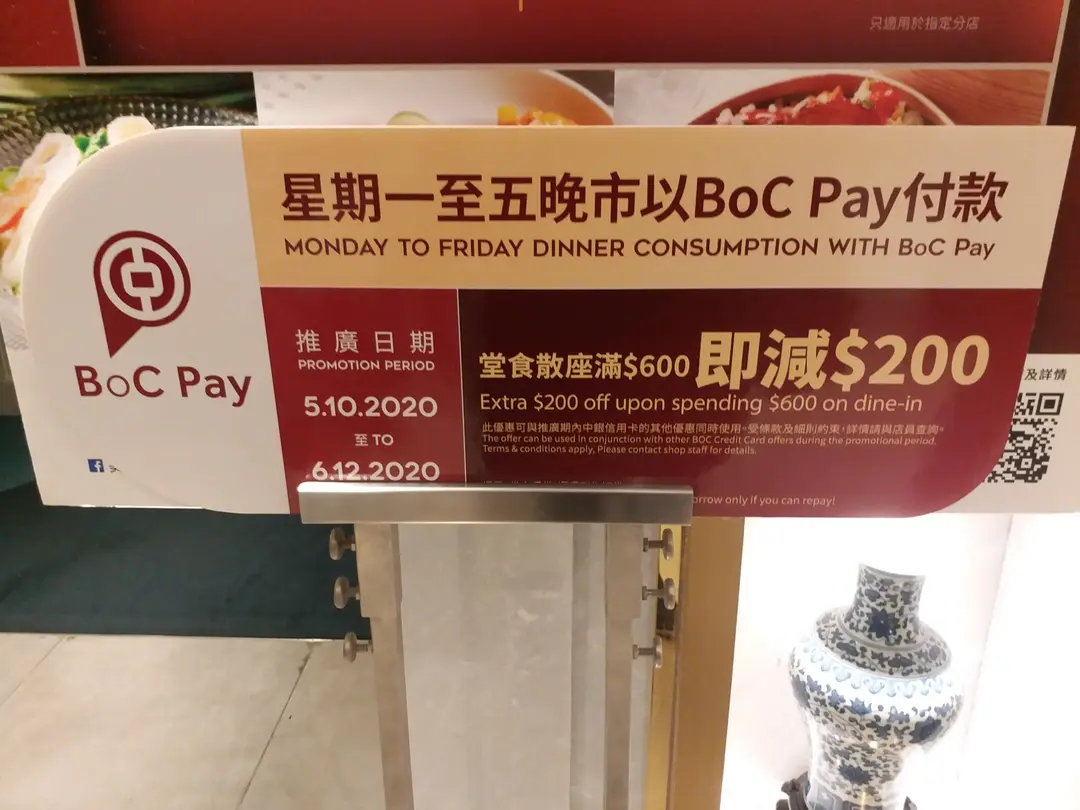 只適用於指定分店
星期一至五晚市以BoC Pay付款
MONDAY TO FRIDAY DINNER CONSUMPTION WITH BoC Pay
BoC Pay
推廣日期
PROMOTION PERIOD
5.10.2020
至 TO
6.12.2020
堂食散座滿$600即減$200
Extra $200 off upon spending $600 on dine-in
此優惠可與推廣期內中銀信用卡的其他優惠同時使用。受條款及細則約束，詳情請與店員查詢。
The offer can be used in conjunction with other BOC Credit Card offers during the promotional period.
Terms & conditions apply, Please contact shop staff for details.
orrow only if you can repay!
及詳情